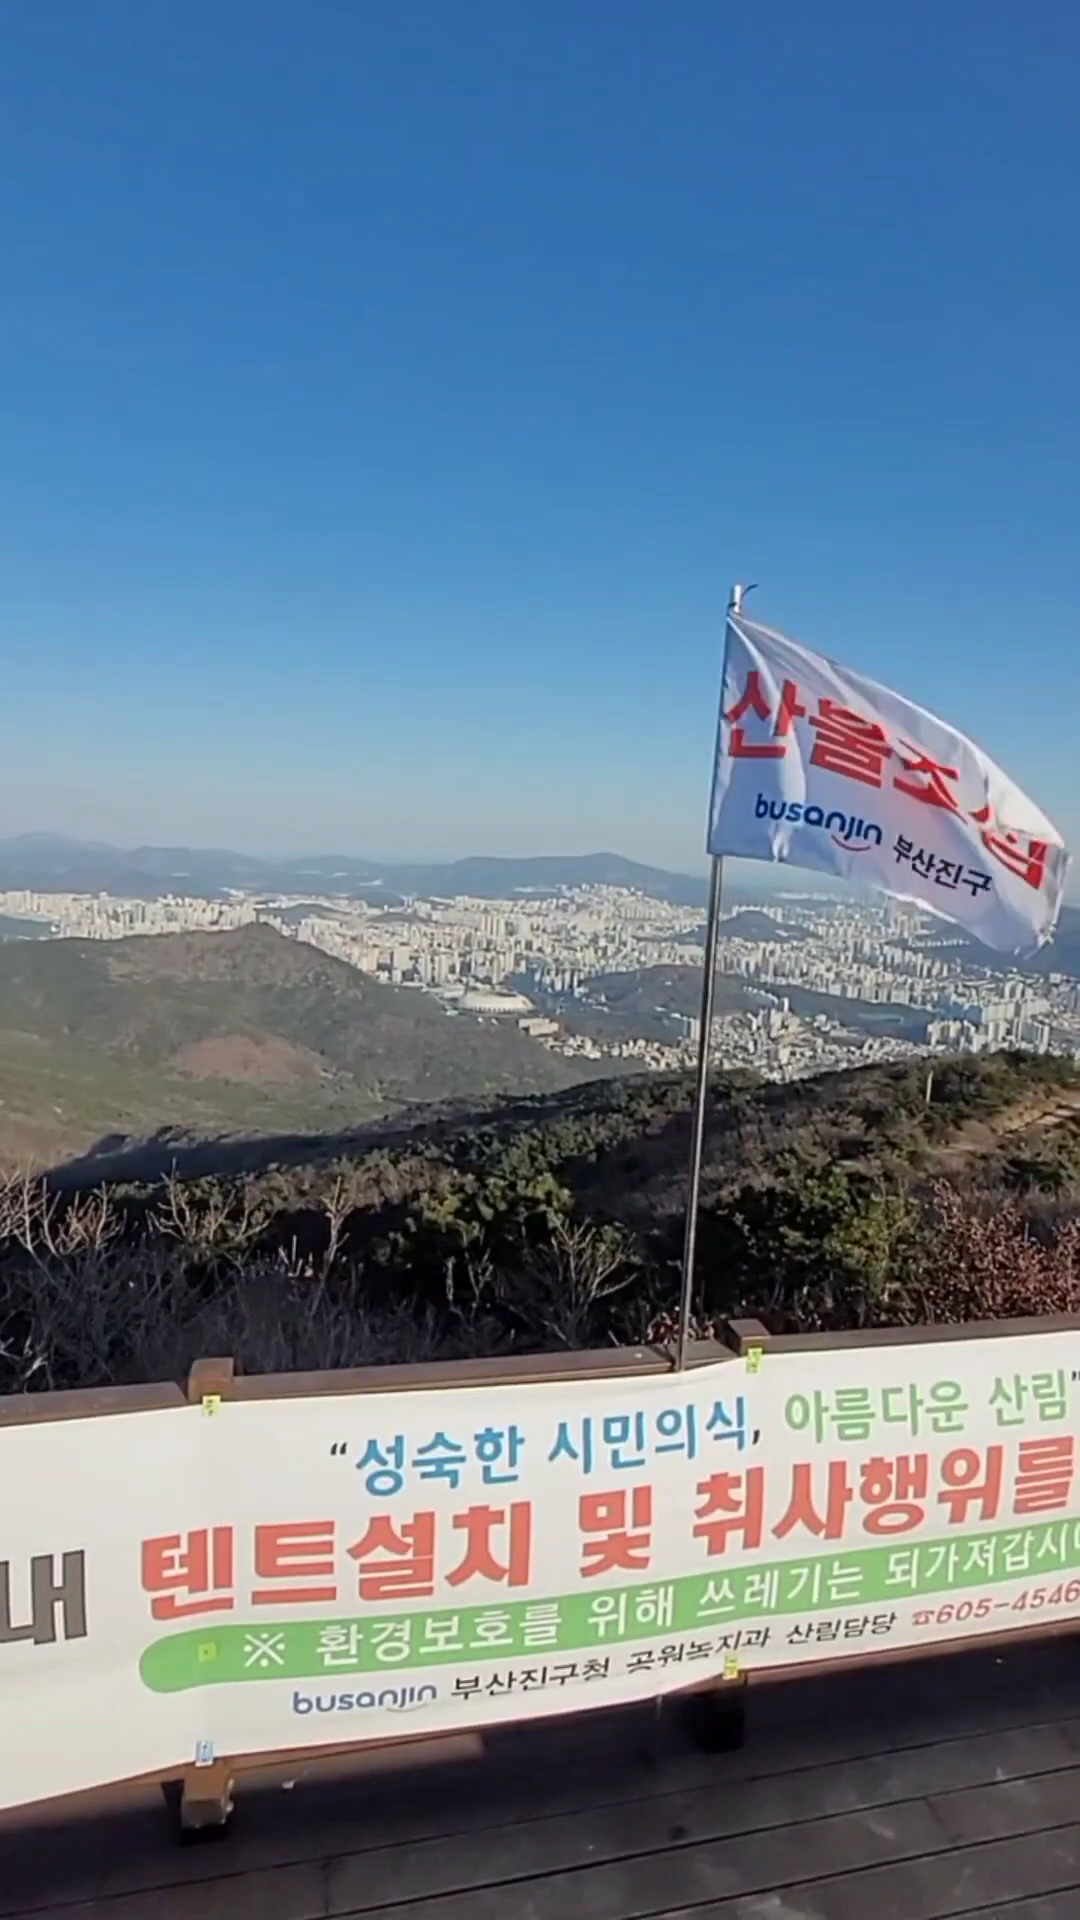 산불조심
busanjin 부산진구
“성숙한 시민의식, 아름다운 산림”
내 텐트설치 및 취사행위를
※ 환경보호를 위해 쓰레기는 되가져갑시
busanjin 부산진구청 공원녹지과 산림담당 ☎605-4546